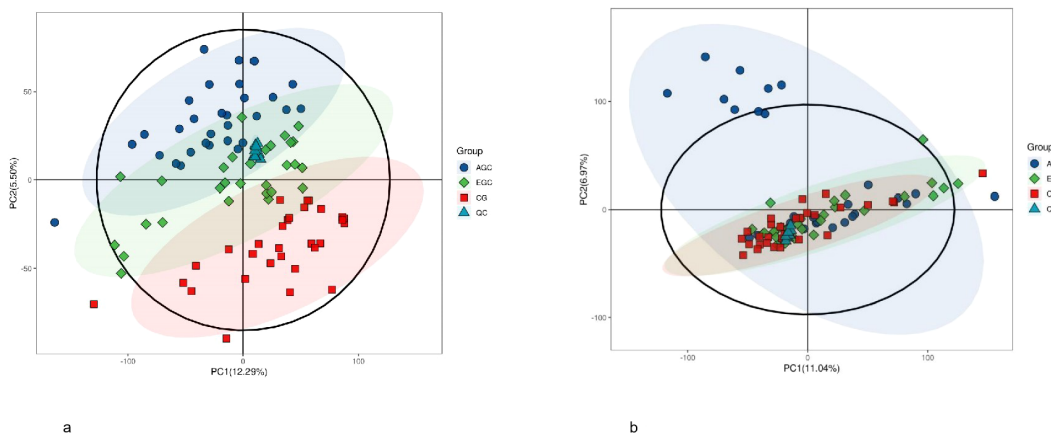 50
0
-50
-100
0
100
PC2(5.50%)
PC1(12.29%)
Group
AGC
EGC
CG
QC
a
100
0
-100
-100
0
100
PC2(6.97%)
PC1(11.04%)
Group
A
E
C
Q
b